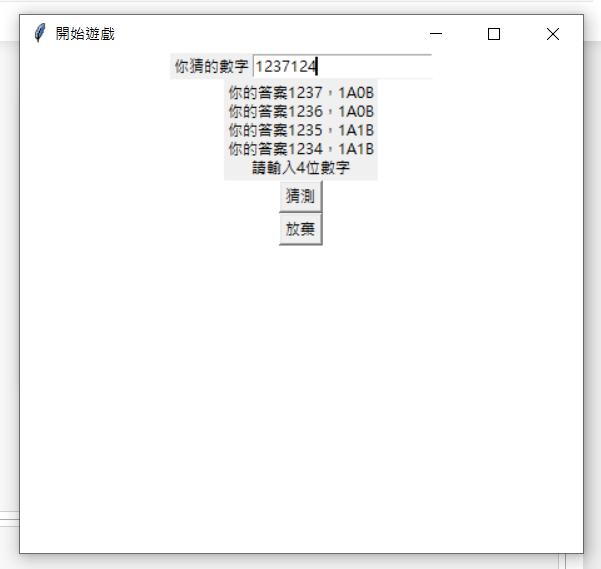 開始遊戲
你猜的數字 1237124
你的答案1237，1A0B
你的答案1236，1A0B
你的答案1235，1A1B
你的答案1234，1A1B
請輸入4位數字
猜測
放棄